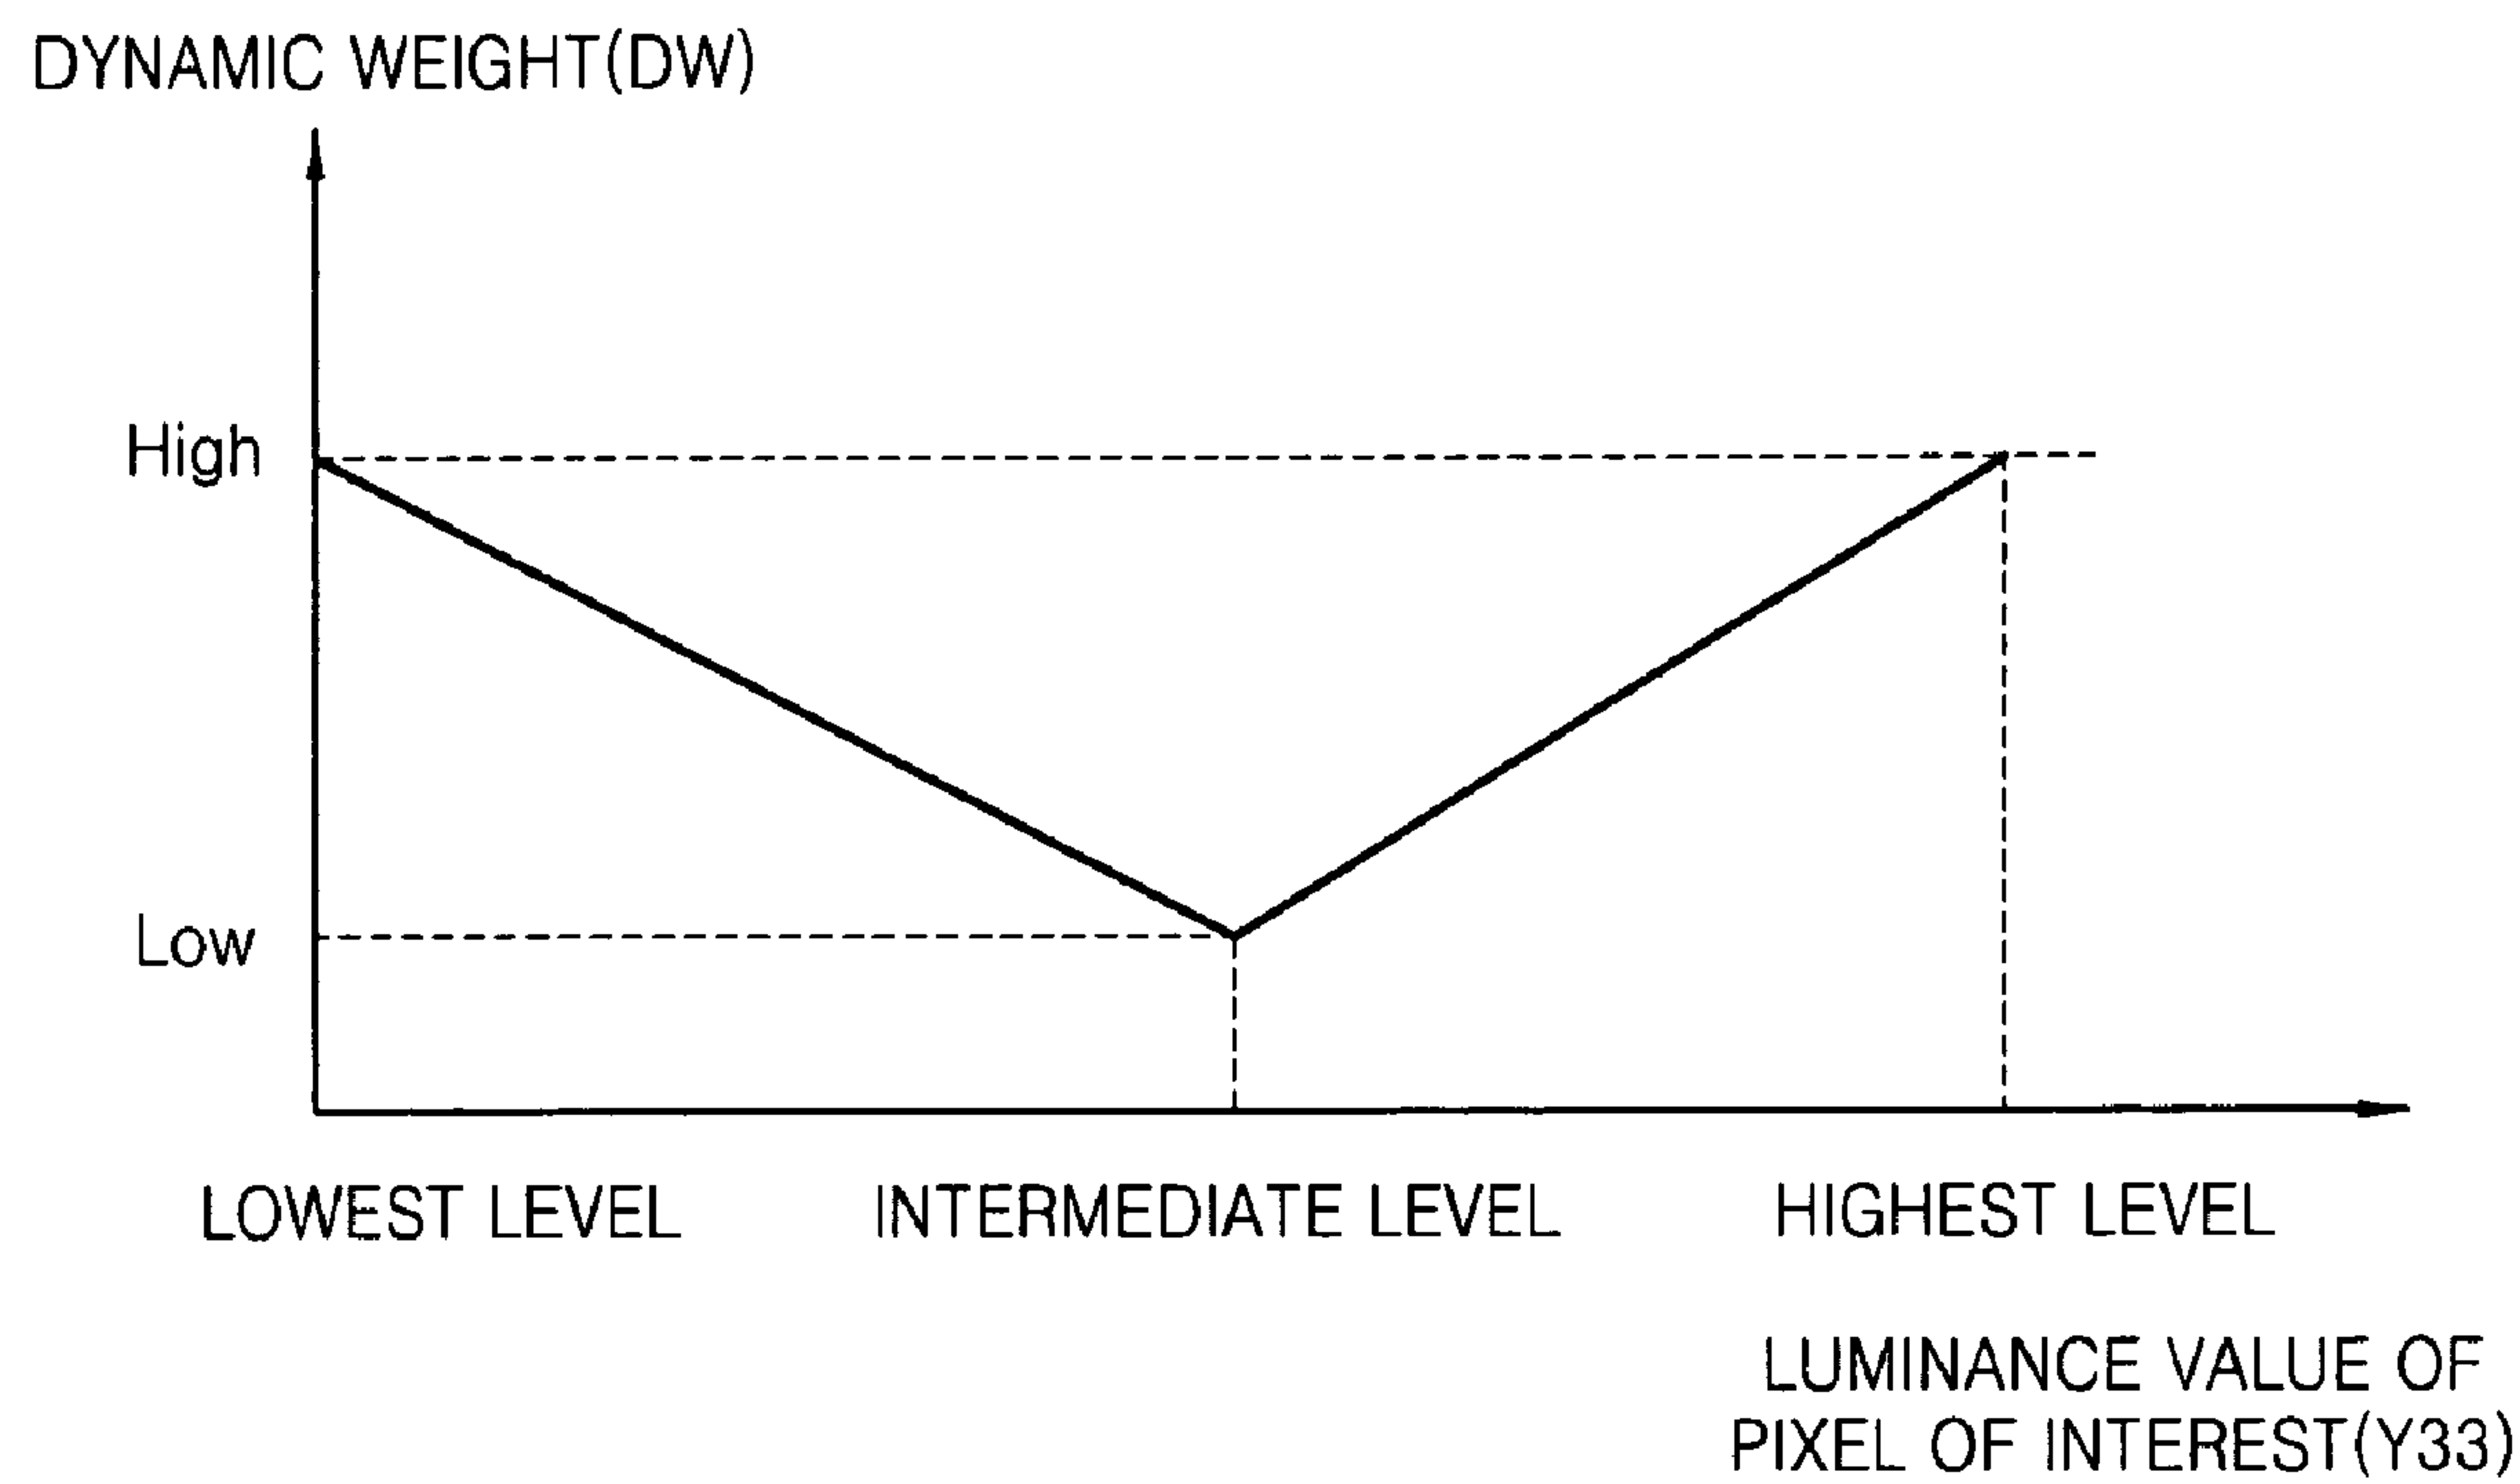 DYNAMIC WEIGHT(DW)
High
Low
LOWEST LEVEL INTERMEDIATE LEVEL HIGHEST LEVEL
LUMINANCE VALUE OF
PIXEL OF INTEREST(Y33)